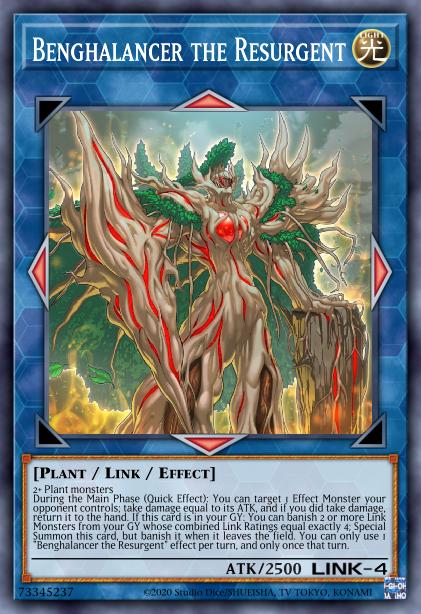 BENGHALANCER THE RESURGENT
LIGHT
光
[PLANT / LINK / EFFECT]
2+ Plant monsters
During the Main Phase (Quick Effect): You can target 1 Effect Monster your
opponent controls; take damage equal to its ATK, and if you did take damage,
return it to the hand. If this card is in your GY: You can banish 2 or more Link
Monsters from your GY whose combined Link Ratings equal exactly 4; Special
Summon this card, but banish it when it leaves the field. You can only use 1
"Benghalancer the Resurgent" effect per turn, and only once that turn.
ATK/2500 LINK-4
73345237 ©2020 Studio Dice/SHUEISHA, TV TOKYO, KONAMI